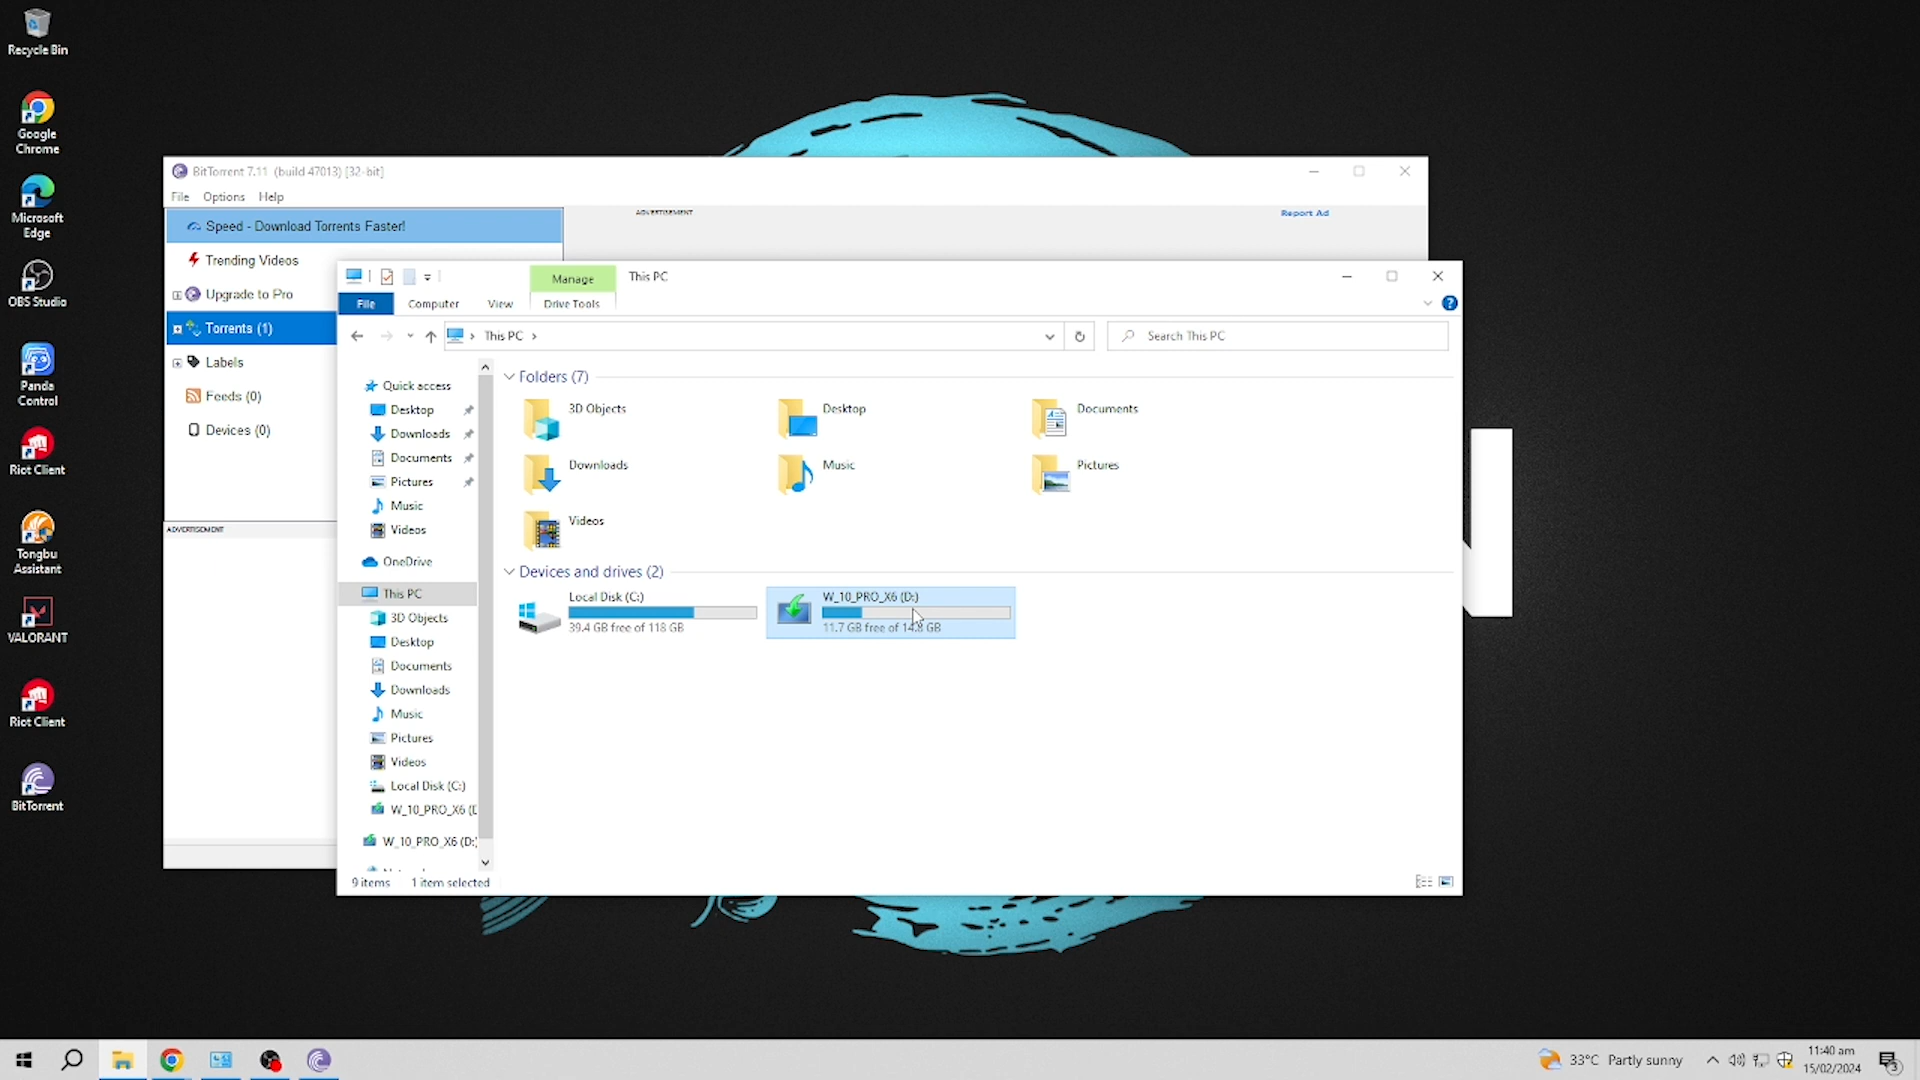 Recycle Bin
Google
Chrome
Microsoft
Edge
OBS Studio
Panda
Control
Riot Client
Tongbu
Assistant
VALORANT
Riot Client
BitTorrent
BitTorrent 7.11 (build 47013) [32-bit]
File Options Help
ADVERTISEMENT
Report Ad
Speed - Download Torrents Faster!
Trending Videos
Upgrade to Pro
Torrents (1)
Labels
Feeds (0)
Devices (0)
ADVERTISEMENT
Manage
This PC
File Computer View Drive Tools
This PC
Search This PC
Quick access
Desktop
Downloads
Documents
Pictures
Music
Videos
OneDrive
This PC
3D Objects
Desktop
Documents
Downloads
Music
Pictures
Videos
Local Disk (C:)
W_10_PRO_X6 (D
W_10_PRO_X6 (D:)
Folders (7)
3D Objects
Desktop
Documents
Downloads
Music
Pictures
Videos
Devices and drives (2)
Local Disk (C:)
39.4 GB free of 118 GB
W_10_PRO_X6 (D:)
11.7 GB free of 14.8 GB
9 items 1 item selected
33°C Partly sunny
11:40 am
15/02/2024
3